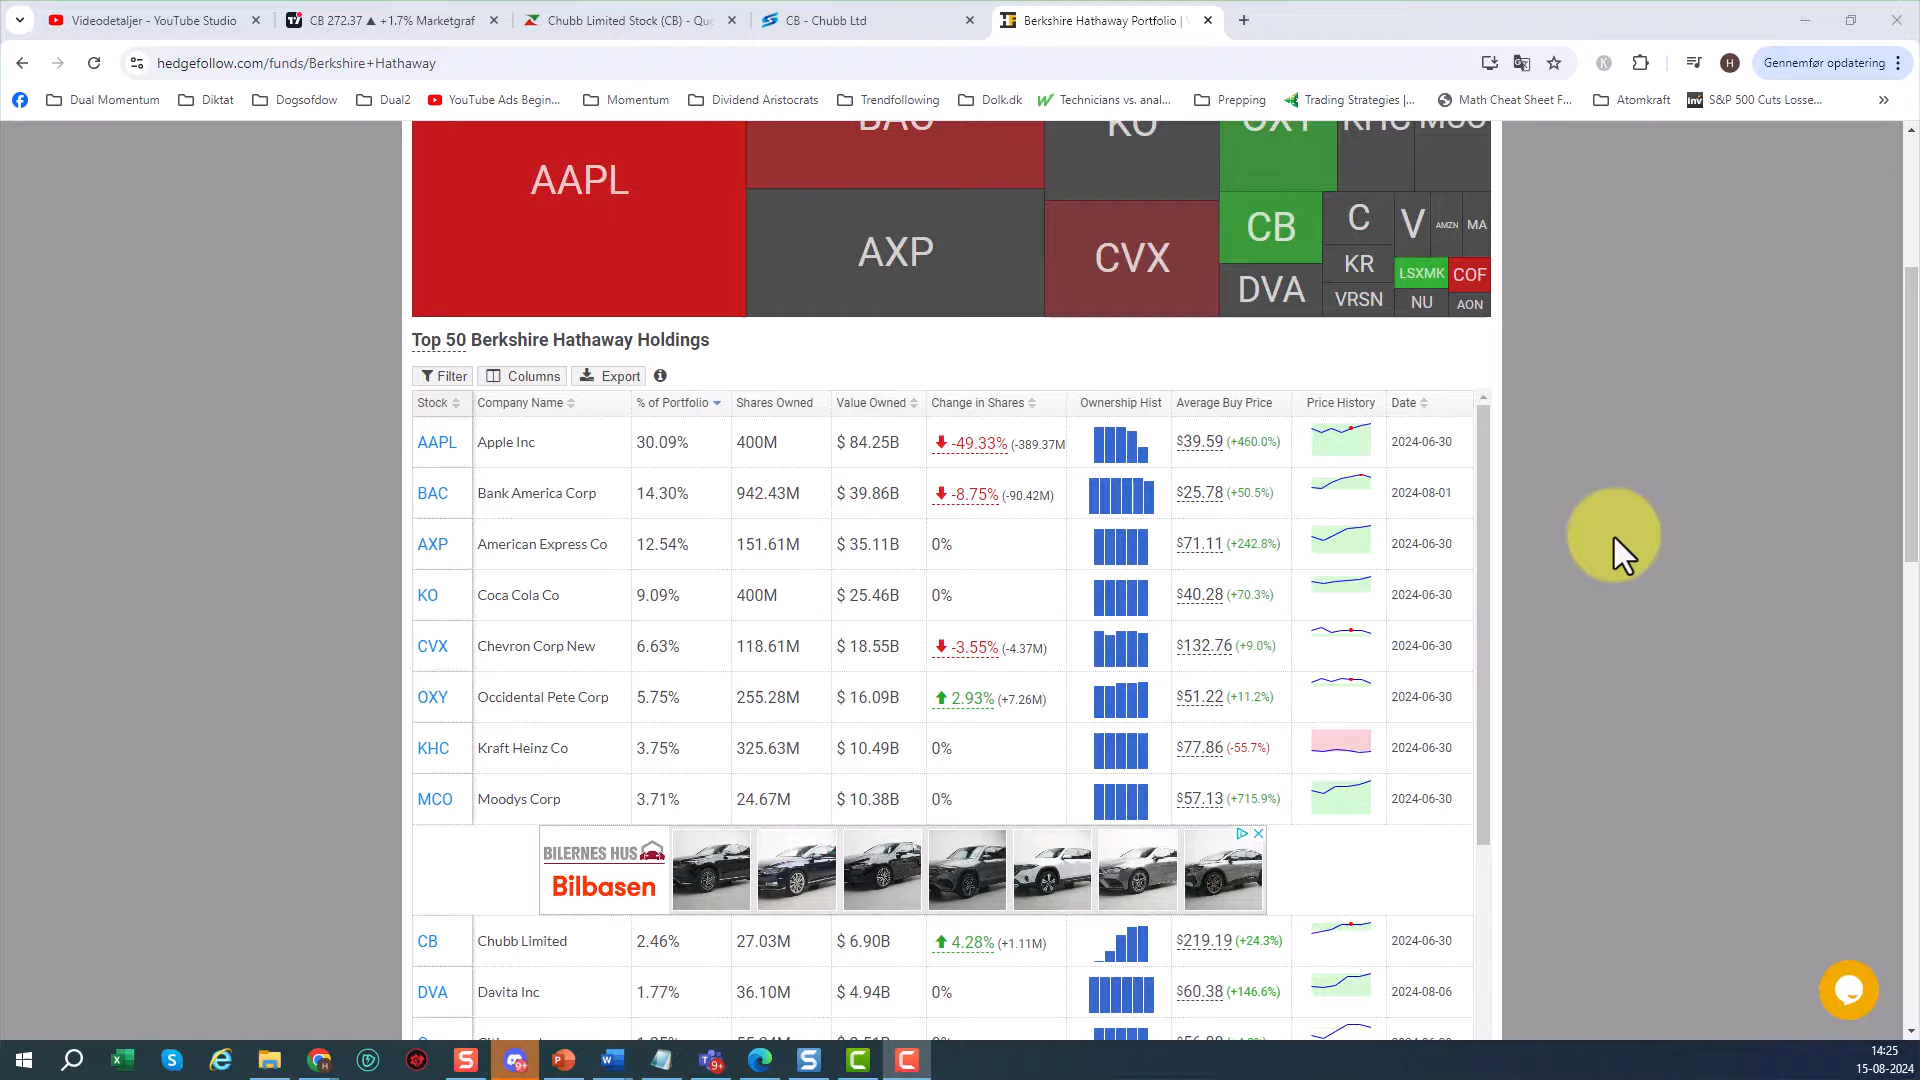 Videodetaljer - YouTube Studio
CB 272.37 ▲ +1.7% Marketgraf
Chubb Limited Stock (CB) - Quo
CB - Chubb Ltd
Berkshire Hathaway Portfolio |
hedgefollow.com/funds/Berkshire+Hathaway
K
H
Gennemfør opdatering
Dual Momentum
Diktat
Dogsofdow
Dual2
YouTube Ads Begin...
Momentum
Dividend Aristocrats
Trendfollowing
Dolk.dk
Technicians vs. anal...
Prepping
Trading Strategies |...
Math Cheat Sheet F...
Atomkraft
Inv
S&P 500 Cuts Losse...
»
BAC
KO
OXY
KHC
MCO
AAPL
AXP
CVX
CB
C
V
AMZN
MA
KR
LSXMK
COF
DVA
VRSN
NU
AON
Top 50 Berkshire Hathaway Holdings
Filter
Columns
Export
Stock Company Name % of Portfolio Shares Owned Value Owned Change in Shares Ownership Hist Average Buy Price Price History Date
AAPL Apple Inc 30.09% 400M $ 84.25B -49.33% (-389.37M $39.59 (+460.0%) 2024-06-30
BAC Bank America Corp 14.30% 942.43M $ 39.86B -8.75% (-90.42M) $25.78 (+50.5%) 2024-08-01
AXP American Express Co 12.54% 151.61M $ 35.11B 0% $71.11 (+242.8%) 2024-06-30
KO Coca Cola Co 9.09% 400M $ 25.46B 0% $40.28 (+70.3%) 2024-06-30
CVX Chevron Corp New 6.63% 118.61M $ 18.55B -3.55% (-4.37M) $132.76 (+9.0%) 2024-06-30
OXY Occidental Pete Corp 5.75% 255.28M $ 16.09B 2.93% (+7.26M) $51.22 (+11.2%) 2024-06-30
KHC Kraft Heinz Co 3.75% 325.63M $ 10.49B 0% $77.86 (-55.7%) 2024-06-30
MCO Moodys Corp 3.71% 24.67M $ 10.38B 0% $57.13 (+715.9%) 2024-06-30
BILERNES HUS
Bilbasen
CB Chubb Limited 2.46% 27.03M $ 6.90B 4.28% (+1.11M) $219.19 (+24.3%) 2024-06-30
DVA Davita Inc 1.77% 36.10M $ 4.94B 0% $60.38 (+146.6%) 2024-08-06
14:25
15-08-2024